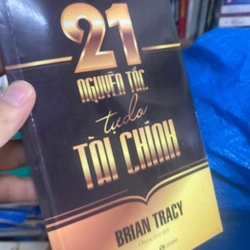 21
NGUYÊN TẮC
tự do
TÀI CHÍNH
BRIAN TRACY